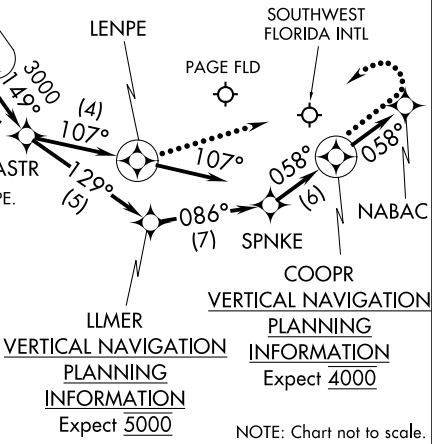 SOUTHWEST
FLORIDA INTL
LENPE
PAGE FLD
3000
149°
(4)
107°
107°
ASTR
129°
(5)
PE.
086°
(7)
SPNKE
058°
(6)
058°
NABAC
COOPR
VERTICAL NAVIGATION
PLANNING
INFORMATION
Expect 4000
LLMER
VERTICAL NAVIGATION
PLANNING
INFORMATION
Expect 5000
NOTE: Chart not to scale.